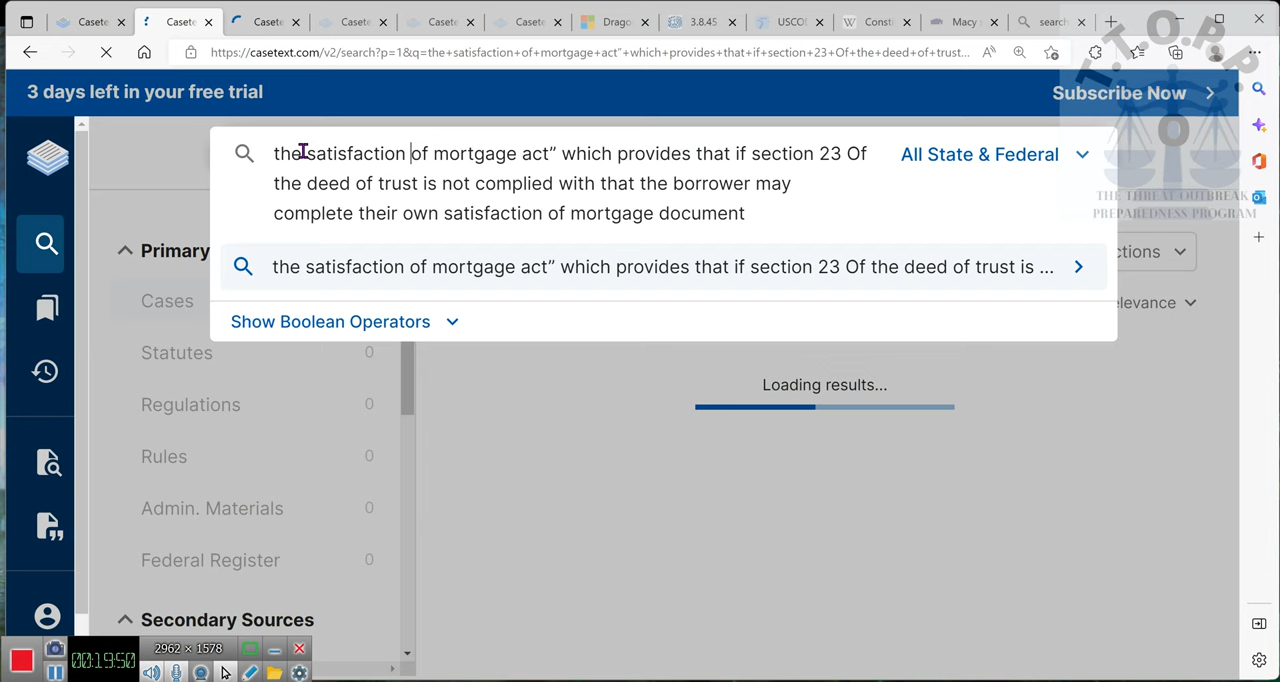 Casete
Casete
Casete
Casete
Casete
Casete
Drago
3.8.45
USCOU
Consti
Macy s
search
https://casetext.com/v2/search?p=1&q=the+satisfaction+of+mortgage+act"+which+provides+that+if+section+23+Of+the+deed+of+trust...
3 days left in your free trial
Subscribe Now
T.T.O.P.P.
THE THREAT OUTBREAK
PREPAREDNESS PROGRAM
the satisfaction of mortgage act” which provides that if section 23 Of
the deed of trust is not complied with that the borrower may
complete their own satisfaction of mortgage document
All State & Federal
the satisfaction of mortgage act” which provides that if section 23 Of the deed of trust is ...
Show Boolean Operators
Primary
Cases
Statutes 0
Regulations 0
Rules 0
Admin. Materials 0
Federal Register 0
Secondary Sources
ctions
elevance
Loading results...
2962 × 1578
00:19:50